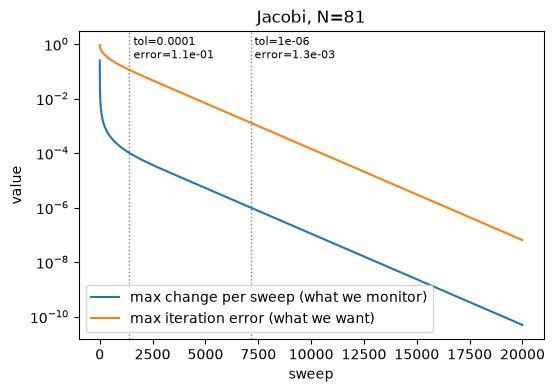 Jacobi, N=81
tol=0.0001
error=1.1e-01
tol=1e-06
error=1.3e-03
10⁰
10⁻²
10⁻⁴
10⁻⁶
10⁻⁸
10⁻¹⁰
value
max change per sweep (what we monitor)
max iteration error (what we want)
0 2500 5000 7500 10000 12500 15000 17500 20000
sweep